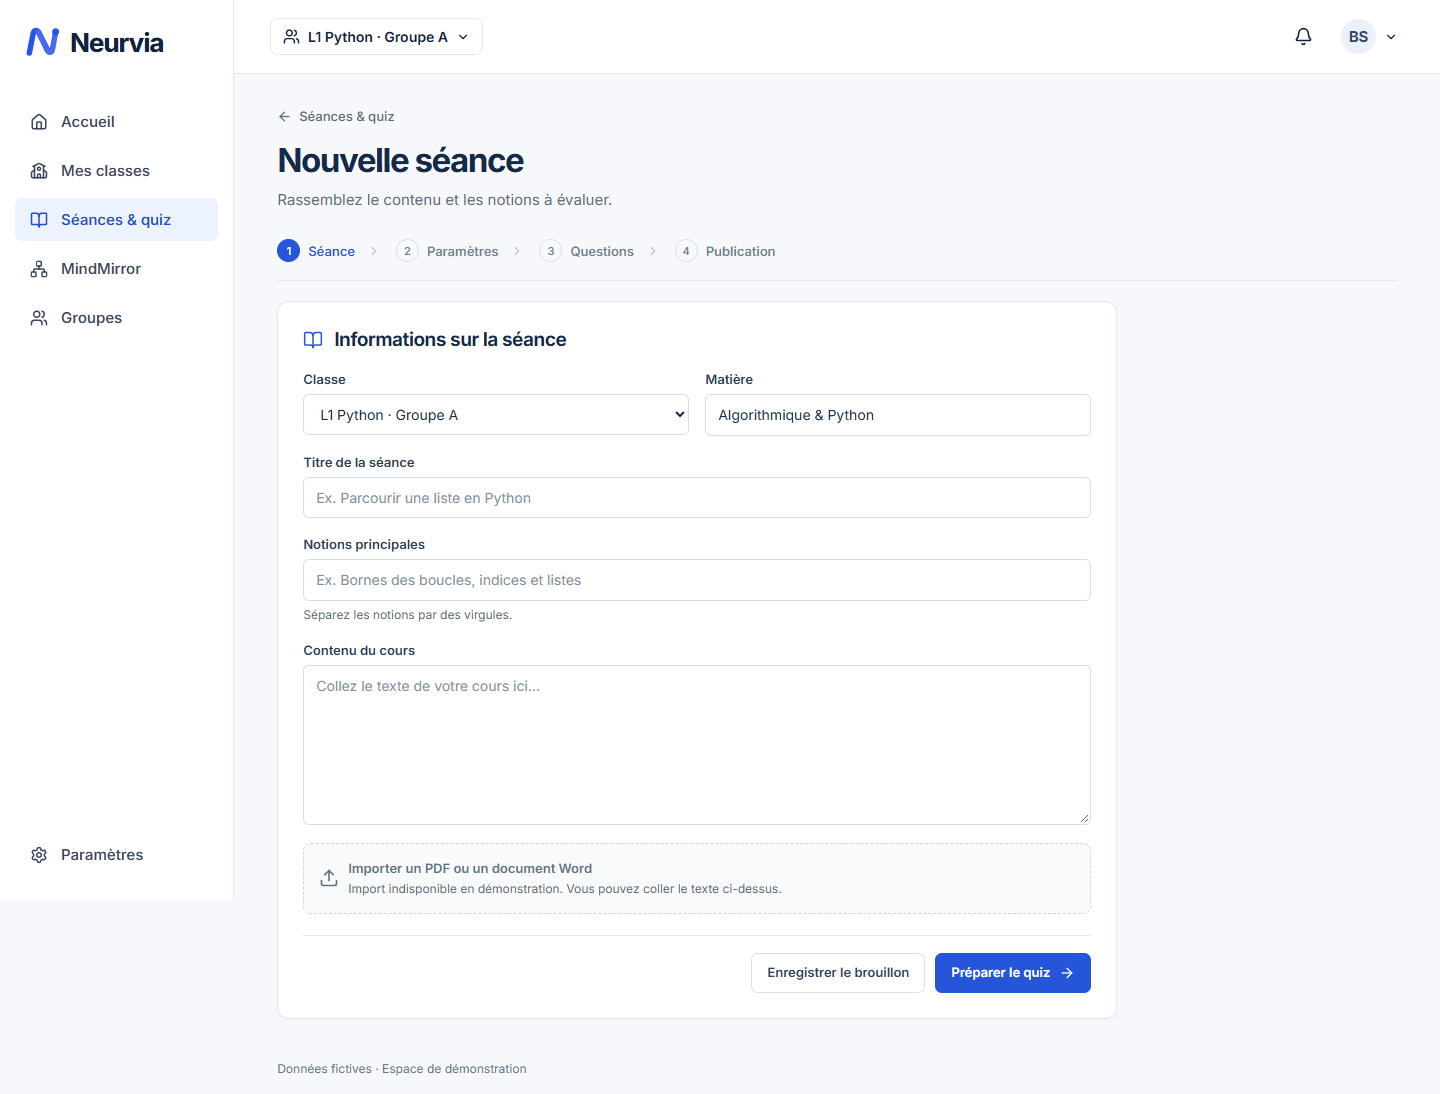 Neurvia
L1 Python · Groupe A
BS
Accueil
Mes classes
Séances & quiz
MindMirror
Groupes
Paramètres
Séances & quiz
Nouvelle séance
Rassemblez le contenu et les notions à évaluer.
1 Séance 2 Paramètres 3 Questions 4 Publication
Informations sur la séance
Classe
L1 Python · Groupe A
Matière
Algorithmique & Python
Titre de la séance
Ex. Parcourir une liste en Python
Notions principales
Ex. Bornes des boucles, indices et listes
Séparez les notions par des virgules.
Contenu du cours
Collez le texte de votre cours ici...
Importer un PDF ou un document Word
Import indisponible en démonstration. Vous pouvez coller le texte ci-dessus.
Enregistrer le brouillon
Préparer le quiz
Données fictives · Espace de démonstration